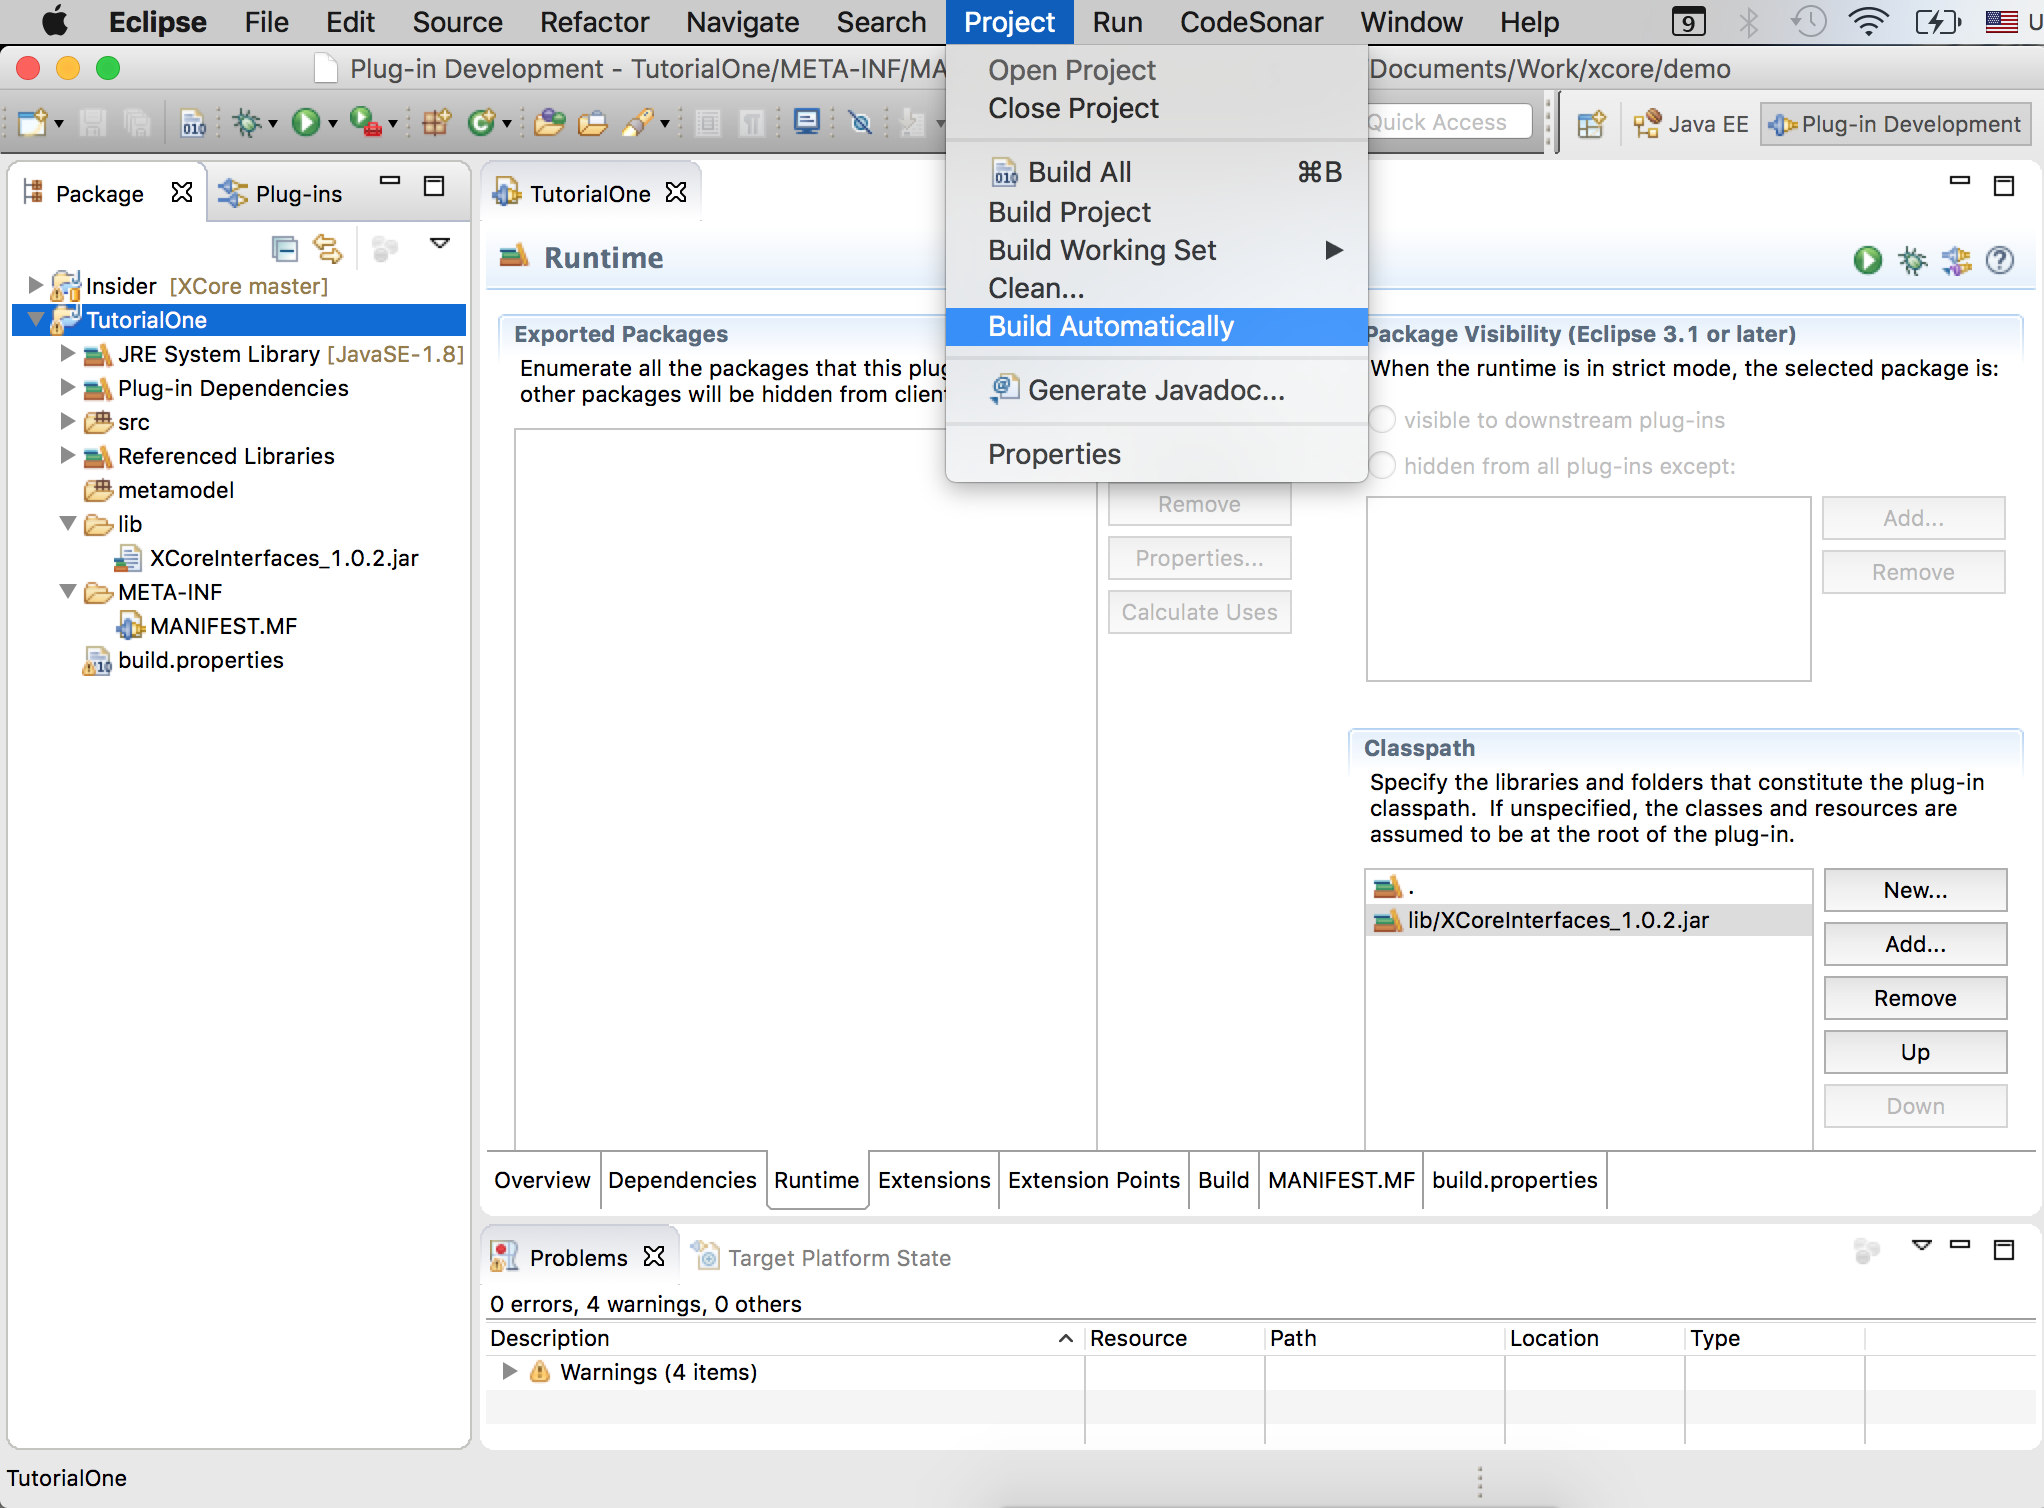 Eclipse File Edit Source Refactor Navigate Search Project Run CodeSonar Window Help 9 U
Plug-in Development - TutorialOne/META-INF/MA Documents/Work/xcore/demo
Open Project
Close Project
Build All ⌘B
Build Project
Build Working Set
Clean...
Build Automatically
Generate Javadoc...
Properties
010
Quick Access
Java EE
Plug-in Development
Package
Plug-ins
Insider [XCore master]
TutorialOne
JRE System Library [JavaSE-1.8]
Plug-in Dependencies
src
Referenced Libraries
metamodel
lib
XCoreInterfaces_1.0.2.jar
META-INF
MANIFEST.MF
build.properties
TutorialOne
Runtime
Exported Packages
Enumerate all the packages that this plug
other packages will be hidden from client
Remove
Properties...
Calculate Uses
Package Visibility (Eclipse 3.1 or later)
When the runtime is in strict mode, the selected package is:
visible to downstream plug-ins
hidden from all plug-ins except:
Add...
Remove
Classpath
Specify the libraries and folders that constitute the plug-in
classpath. If unspecified, the classes and resources are
assumed to be at the root of the plug-in.
.
lib/XCoreInterfaces_1.0.2.jar
New...
Add...
Remove
Up
Down
Overview Dependencies Runtime Extensions Extension Points Build MANIFEST.MF build.properties
Problems
Target Platform State
0 errors, 4 warnings, 0 others
Description Resource Path Location Type
Warnings (4 items)
TutorialOne